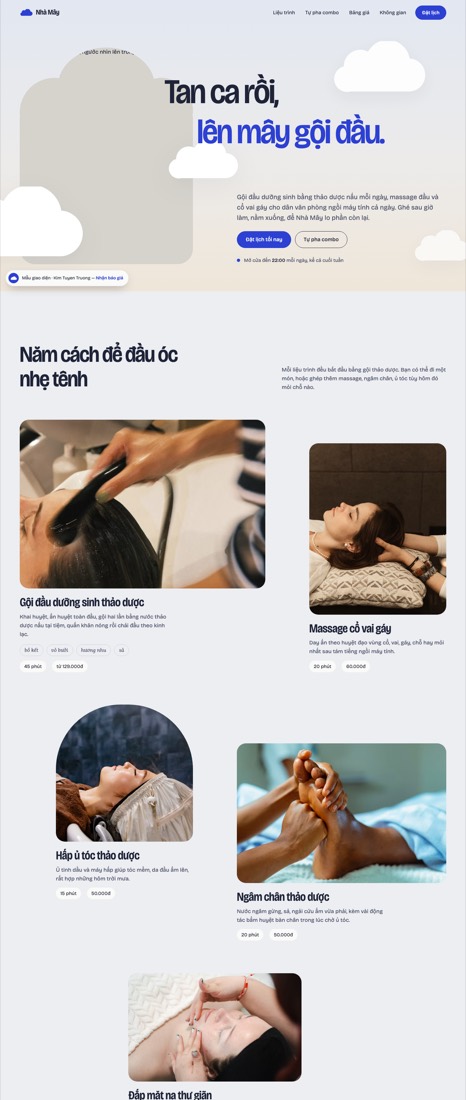 Nhà Mây
Liệu trình
Tự pha combo
Bảng giá
Không gian
Đặt lịch
Tan ca rồi,
lên mây gội đầu.
Gội đầu dưỡng sinh bằng thảo dược nấu mỗi ngày, massage đầu và
cổ vai gáy cho dân văn phòng ngồi máy tính cả ngày. Ghé sau giờ
làm, nằm xuống, để Nhà Mây lo phần còn lại.
Đặt lịch tối nay
Tự pha combo
Mở cửa đến 22:00 mỗi ngày, kể cả cuối tuần
Mẫu giao diện · Kim Tuyen Truong — Nhận báo giá
Năm cách để đầu óc
nhẹ tênh
Mỗi liệu trình đều bắt đầu bằng gội thảo dược. Bạn có thể đi một
món, hoặc ghép thêm massage, ngâm chân, ủ tóc tùy hôm đó
mỏi chỗ nào.
Gội đầu dưỡng sinh thảo dược
Khai huyệt, ấn huyệt toàn đầu, gội hai lần bằng nước thảo
dược nấu tại tiệm, quấn khăn nóng rồi chải đầu theo kinh
lạc.
bồ kết
vỏ bưởi
hương nhu
sả
45 phút
từ 129.000đ
Massage cổ vai gáy
Day ấn theo huyệt đạo vùng cổ, vai, gáy, chỗ hay mỏi
nhất sau tám tiếng ngồi máy tính.
20 phút
60.000đ
Hấp ủ tóc thảo dược
Ủ tinh dầu và máy hấp giúp tóc mềm, da đầu ấm lên,
rất hợp những hôm trời mưa.
15 phút
50.000đ
Ngâm chân thảo dược
Nước ngâm gừng, sả, ngải cứu ấm vừa phải, kèm vài động
tác bấm huyệt bàn chân trong lúc chờ ủ tóc.
20 phút
50.000đ
Đắp mặt nạ thư giãn